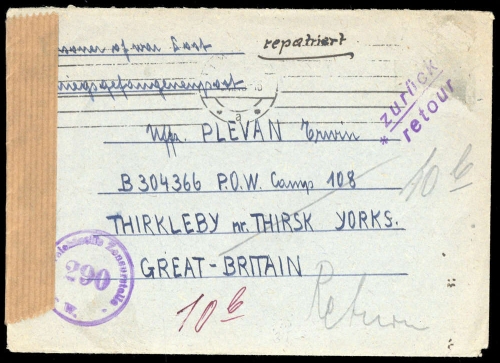 repatriert
zurück
* retour
Uffz. PLEVAN Erwin
B 304366 P.O.W. Camp 108
THIRKLEBY nr. THIRSK YORKS.
GREAT-BRITAIN
10 b
290
10 b
Return